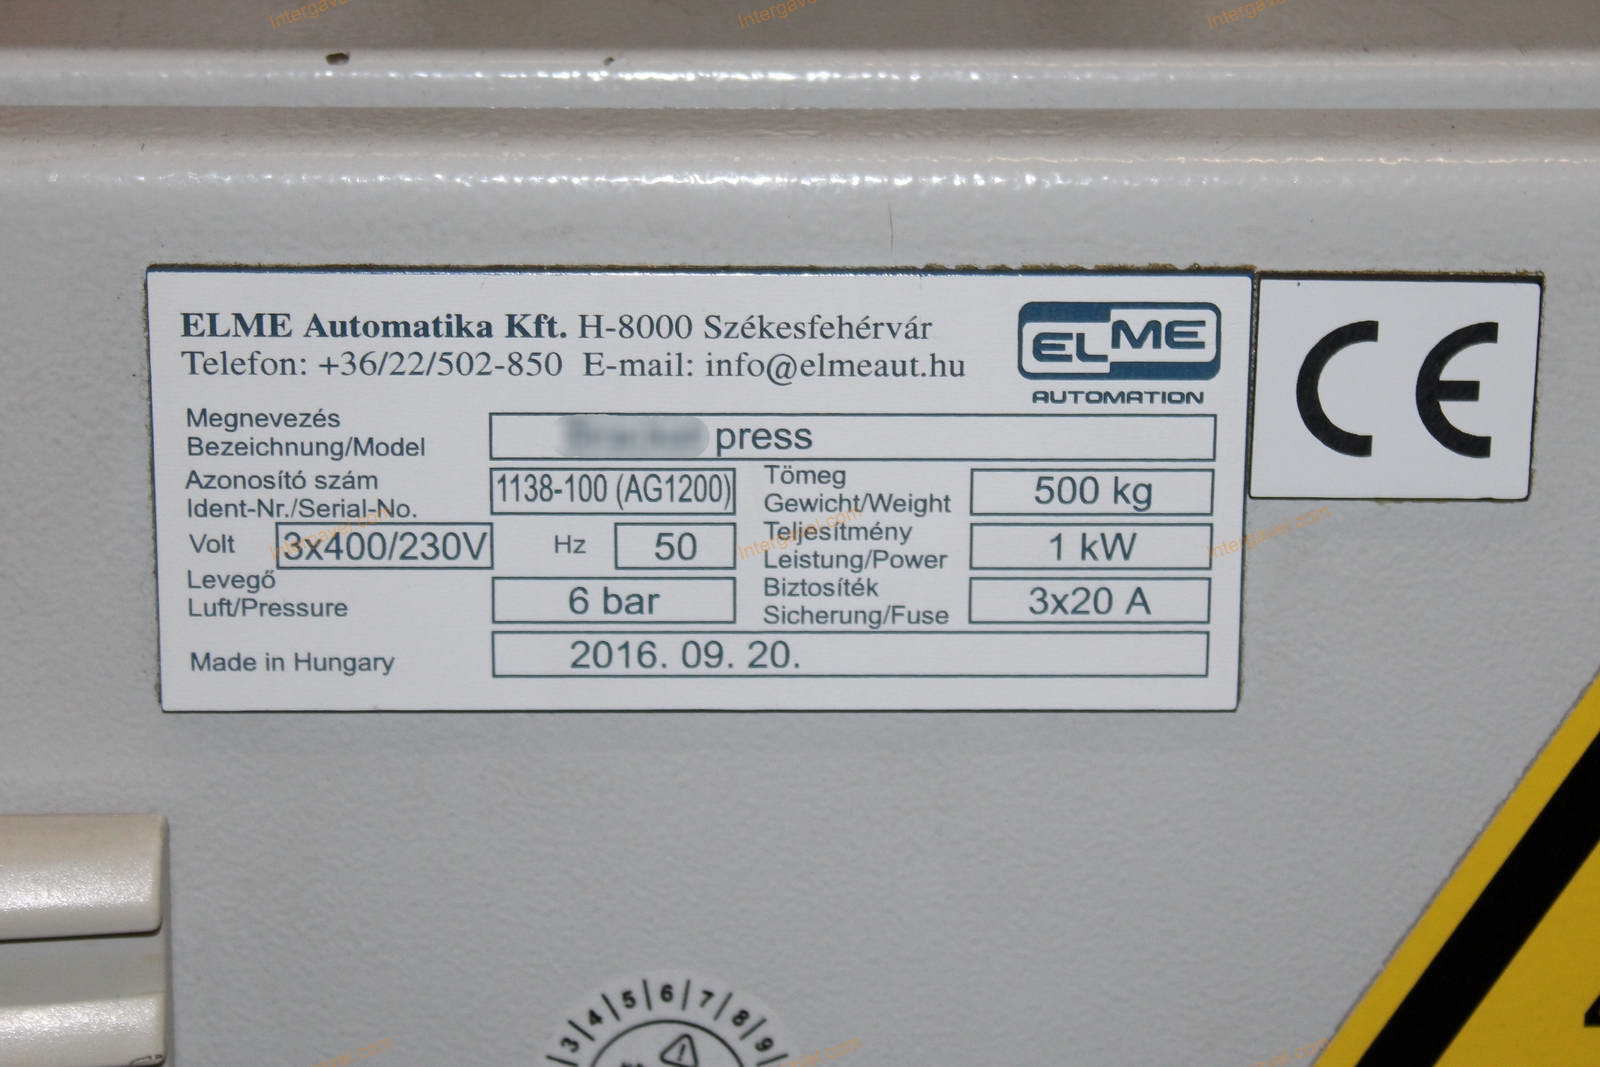 ELME Automatika Kft. H-8000 Székesfehérvár
Telefon: +36/22/502-850 E-mail: info@elmeaut.hu
ELME
AUTOMATION
CE
Megnevezés
Bezeichnung/Model
press
Azonosító szám
Ident-Nr./Serial-No.
1138-100 (AG1200)
Tömeg
Gewicht/Weight
500 kg
Volt
3x400/230V
Hz
50
Teljesítmény
Leistung/Power
1 kW
Levegő
Luft/Pressure
6 bar
Biztosíték
Sicherung/Fuse
3x20 A
Made in Hungary
2016. 09. 20.
3 4 5 6 7 8 9
Intergavel.com